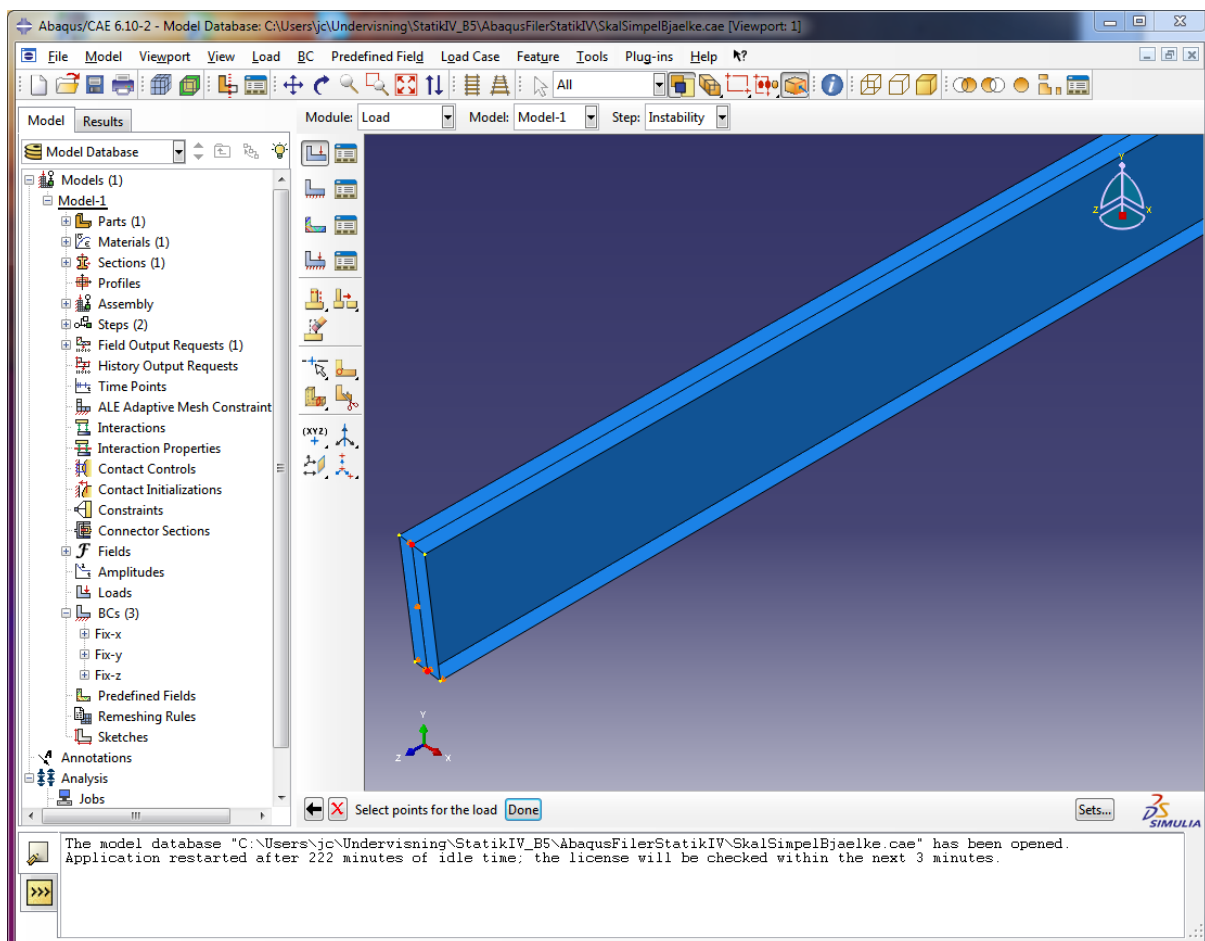 Abaqus/CAE 6.10-2 - Model Database: C:\Users\jc\Undervisning\StatikIV_B5\AbaqusFilerStatikIV\SkalSimpelBjaelke.cae [Viewport: 1]
File Model Viewport View Load BC Predefined Field Load Case Feature Tools Plug-ins Help
All
Model Results
Module: Load Model: Model-1 Step: Instability
Model Database
Models (1)
Model-1
Parts (1)
Materials (1)
Sections (1)
Profiles
Assembly
Steps (2)
Field Output Requests (1)
History Output Requests
Time Points
ALE Adaptive Mesh Constraint
Interactions
Interaction Properties
Contact Controls
Contact Initializations
Constraints
Connector Sections
Fields
Amplitudes
Loads
BCs (3)
Fix-x
Fix-y
Fix-z
Predefined Fields
Remeshing Rules
Sketches
Annotations
Analysis
Jobs
(XYZ)
Y
Z X
Y
Z X
Select points for the load Done
Sets...
SIMULIA
The model database "C:\Users\jc\Undervisning\StatikIV_B5\AbaqusFilerStatikIV\SkalSimpelBjaelke.cae" has been opened.
Application restarted after 222 minutes of idle time; the license will be checked within the next 3 minutes.
>>>